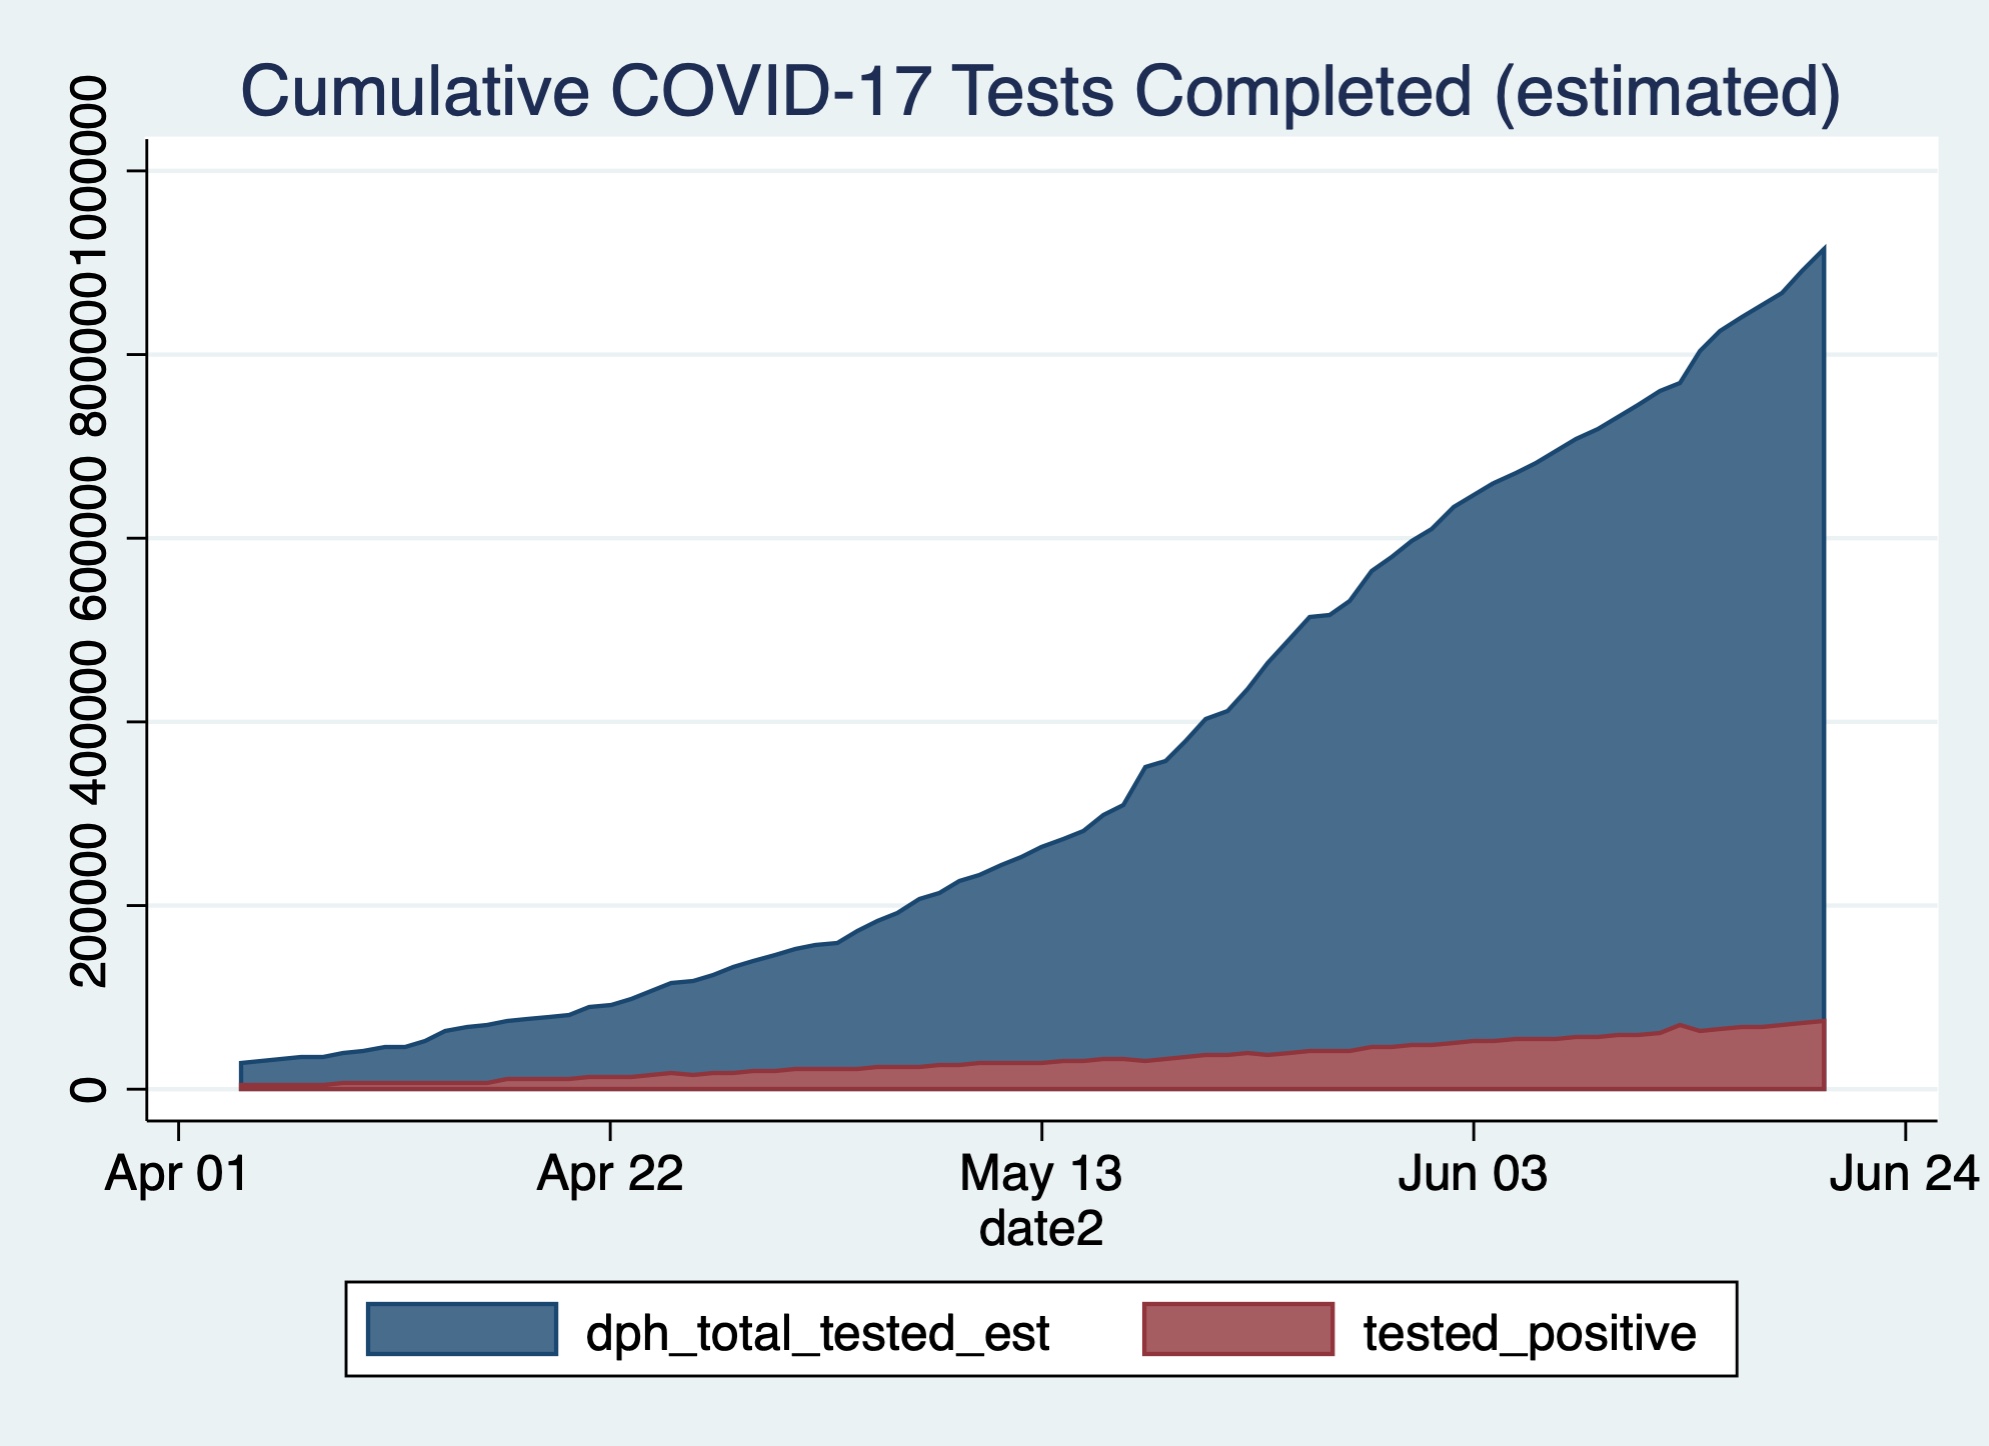 Cumulative COVID-17 Tests Completed (estimated)
1000000
800000
600000
400000
200000
0
Apr 01 Apr 22 May 13 Jun 03 Jun 24
date2
dph_total_tested_est tested_positive